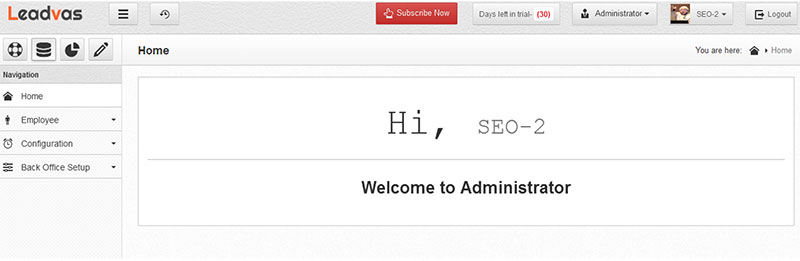 Leadvas
Subscribe Now
Days left in trial- (30)
Administrator
SEO-2
Logout
Home
You are here:
Home
Navigation
Home
Employee
Configuration
Back Office Setup
Hi, SEO-2
Welcome to Administrator